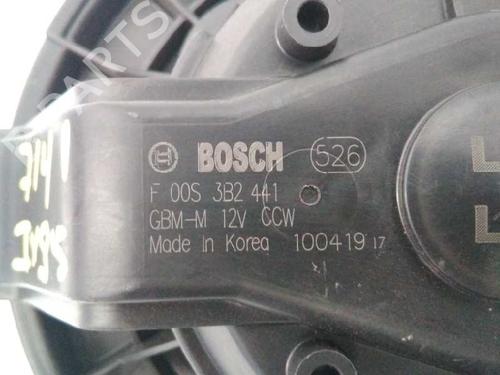 BOSCH 526
F 00S 3B2 441
GBM-M 12V CCW
Made in Korea 100419 17